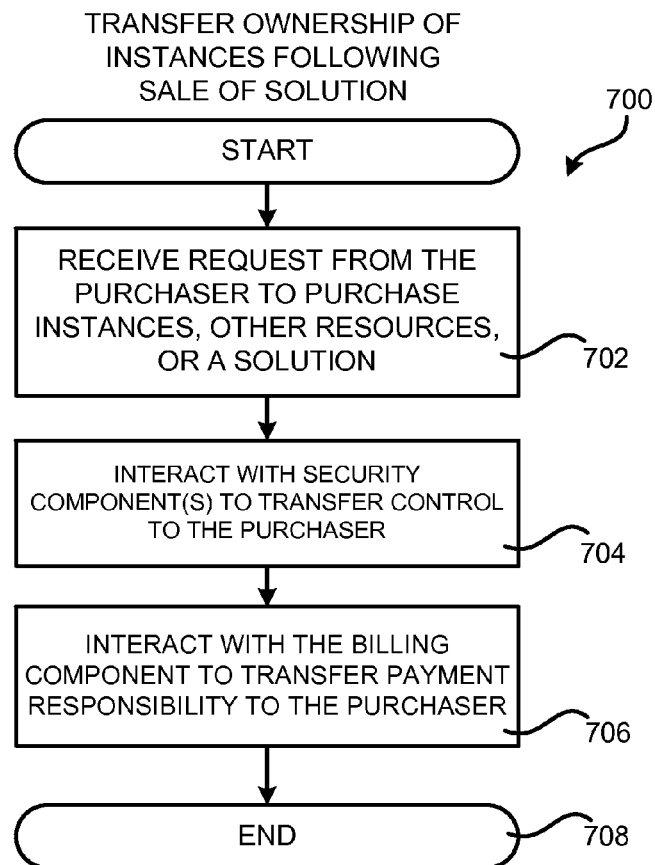 TRANSFER OWNERSHIP OF
INSTANCES FOLLOWING
SALE OF SOLUTION
700
START
RECEIVE REQUEST FROM THE
PURCHASER TO PURCHASE
INSTANCES, OTHER RESOURCES,
OR A SOLUTION
702
INTERACT WITH SECURITY
COMPONENT(S) TO TRANSFER CONTROL
TO THE PURCHASER
704
INTERACT WITH THE BILLING
COMPONENT TO TRANSFER PAYMENT
RESPONSIBILITY TO THE PURCHASER
706
END
708